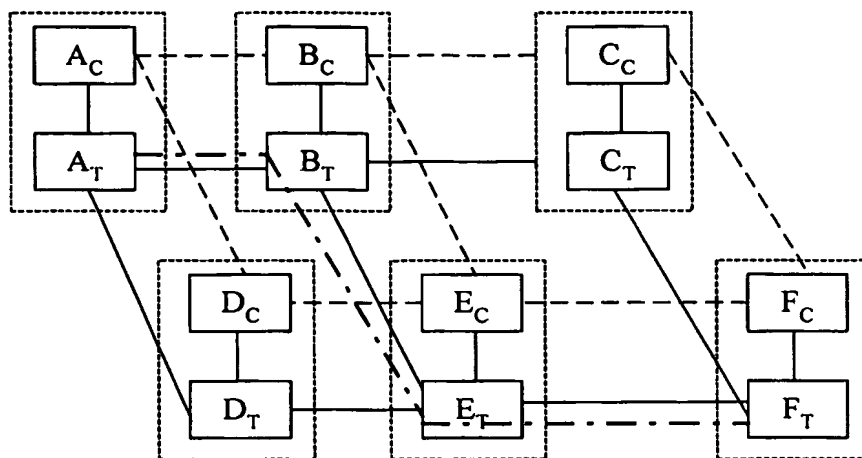 A_C B_C C_C
A_T B_T C_T
D_C E_C F_C
D_T E_T F_T